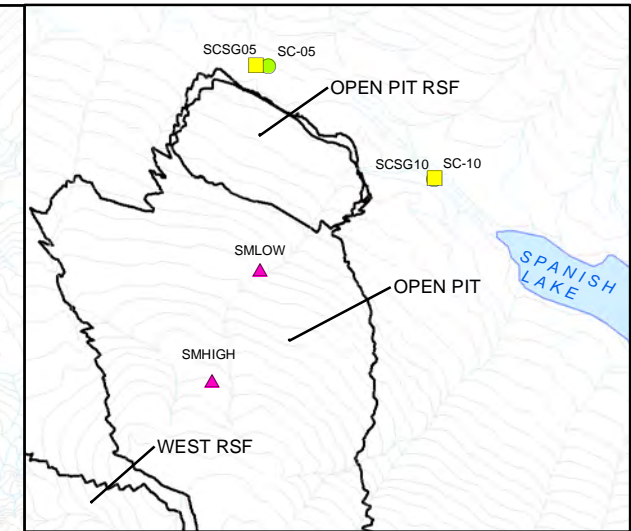 SCSG05 SC-05
OPEN PIT RSF
SCSG10 SC-10
SMLOW
SPANISH
LAKE
OPEN PIT
SMHIGH
WEST RSF